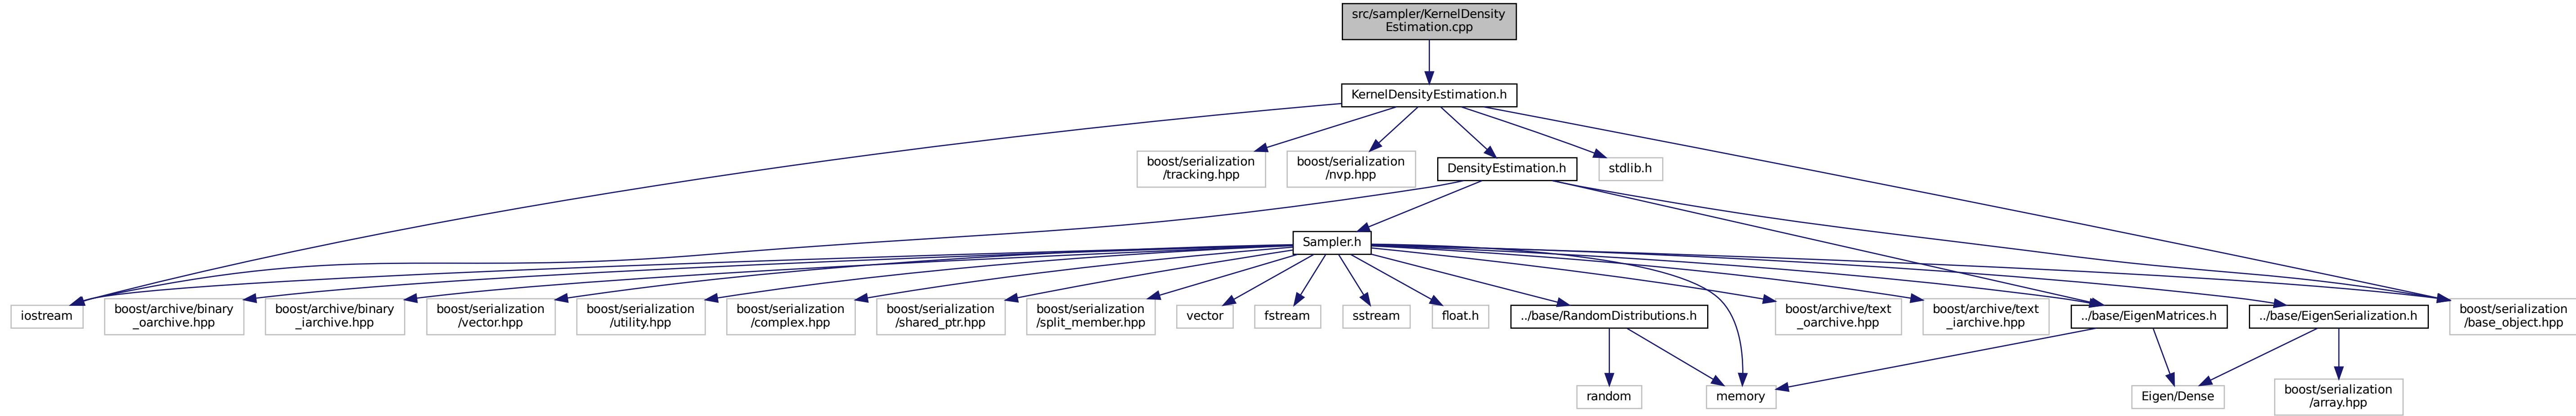 src/sampler/KernelDensity
Estimation.cpp
KernelDensityEstimation.h
boost/serialization
/tracking.hpp
boost/serialization
/nvp.hpp
DensityEstimation.h
stdlib.h
Sampler.h
iostream
boost/archive/binary
_oarchive.hpp
boost/archive/binary
_iarchive.hpp
boost/serialization
/vector.hpp
boost/serialization
/utility.hpp
boost/serialization
/complex.hpp
boost/serialization
/shared_ptr.hpp
boost/serialization
/split_member.hpp
vector
fstream
sstream
float.h
../base/RandomDistributions.h
boost/archive/text
_oarchive.hpp
boost/archive/text
_iarchive.hpp
../base/EigenMatrices.h
../base/EigenSerialization.h
boost/serialization
/base_object.hpp
random
memory
Eigen/Dense
boost/serialization
/array.hpp